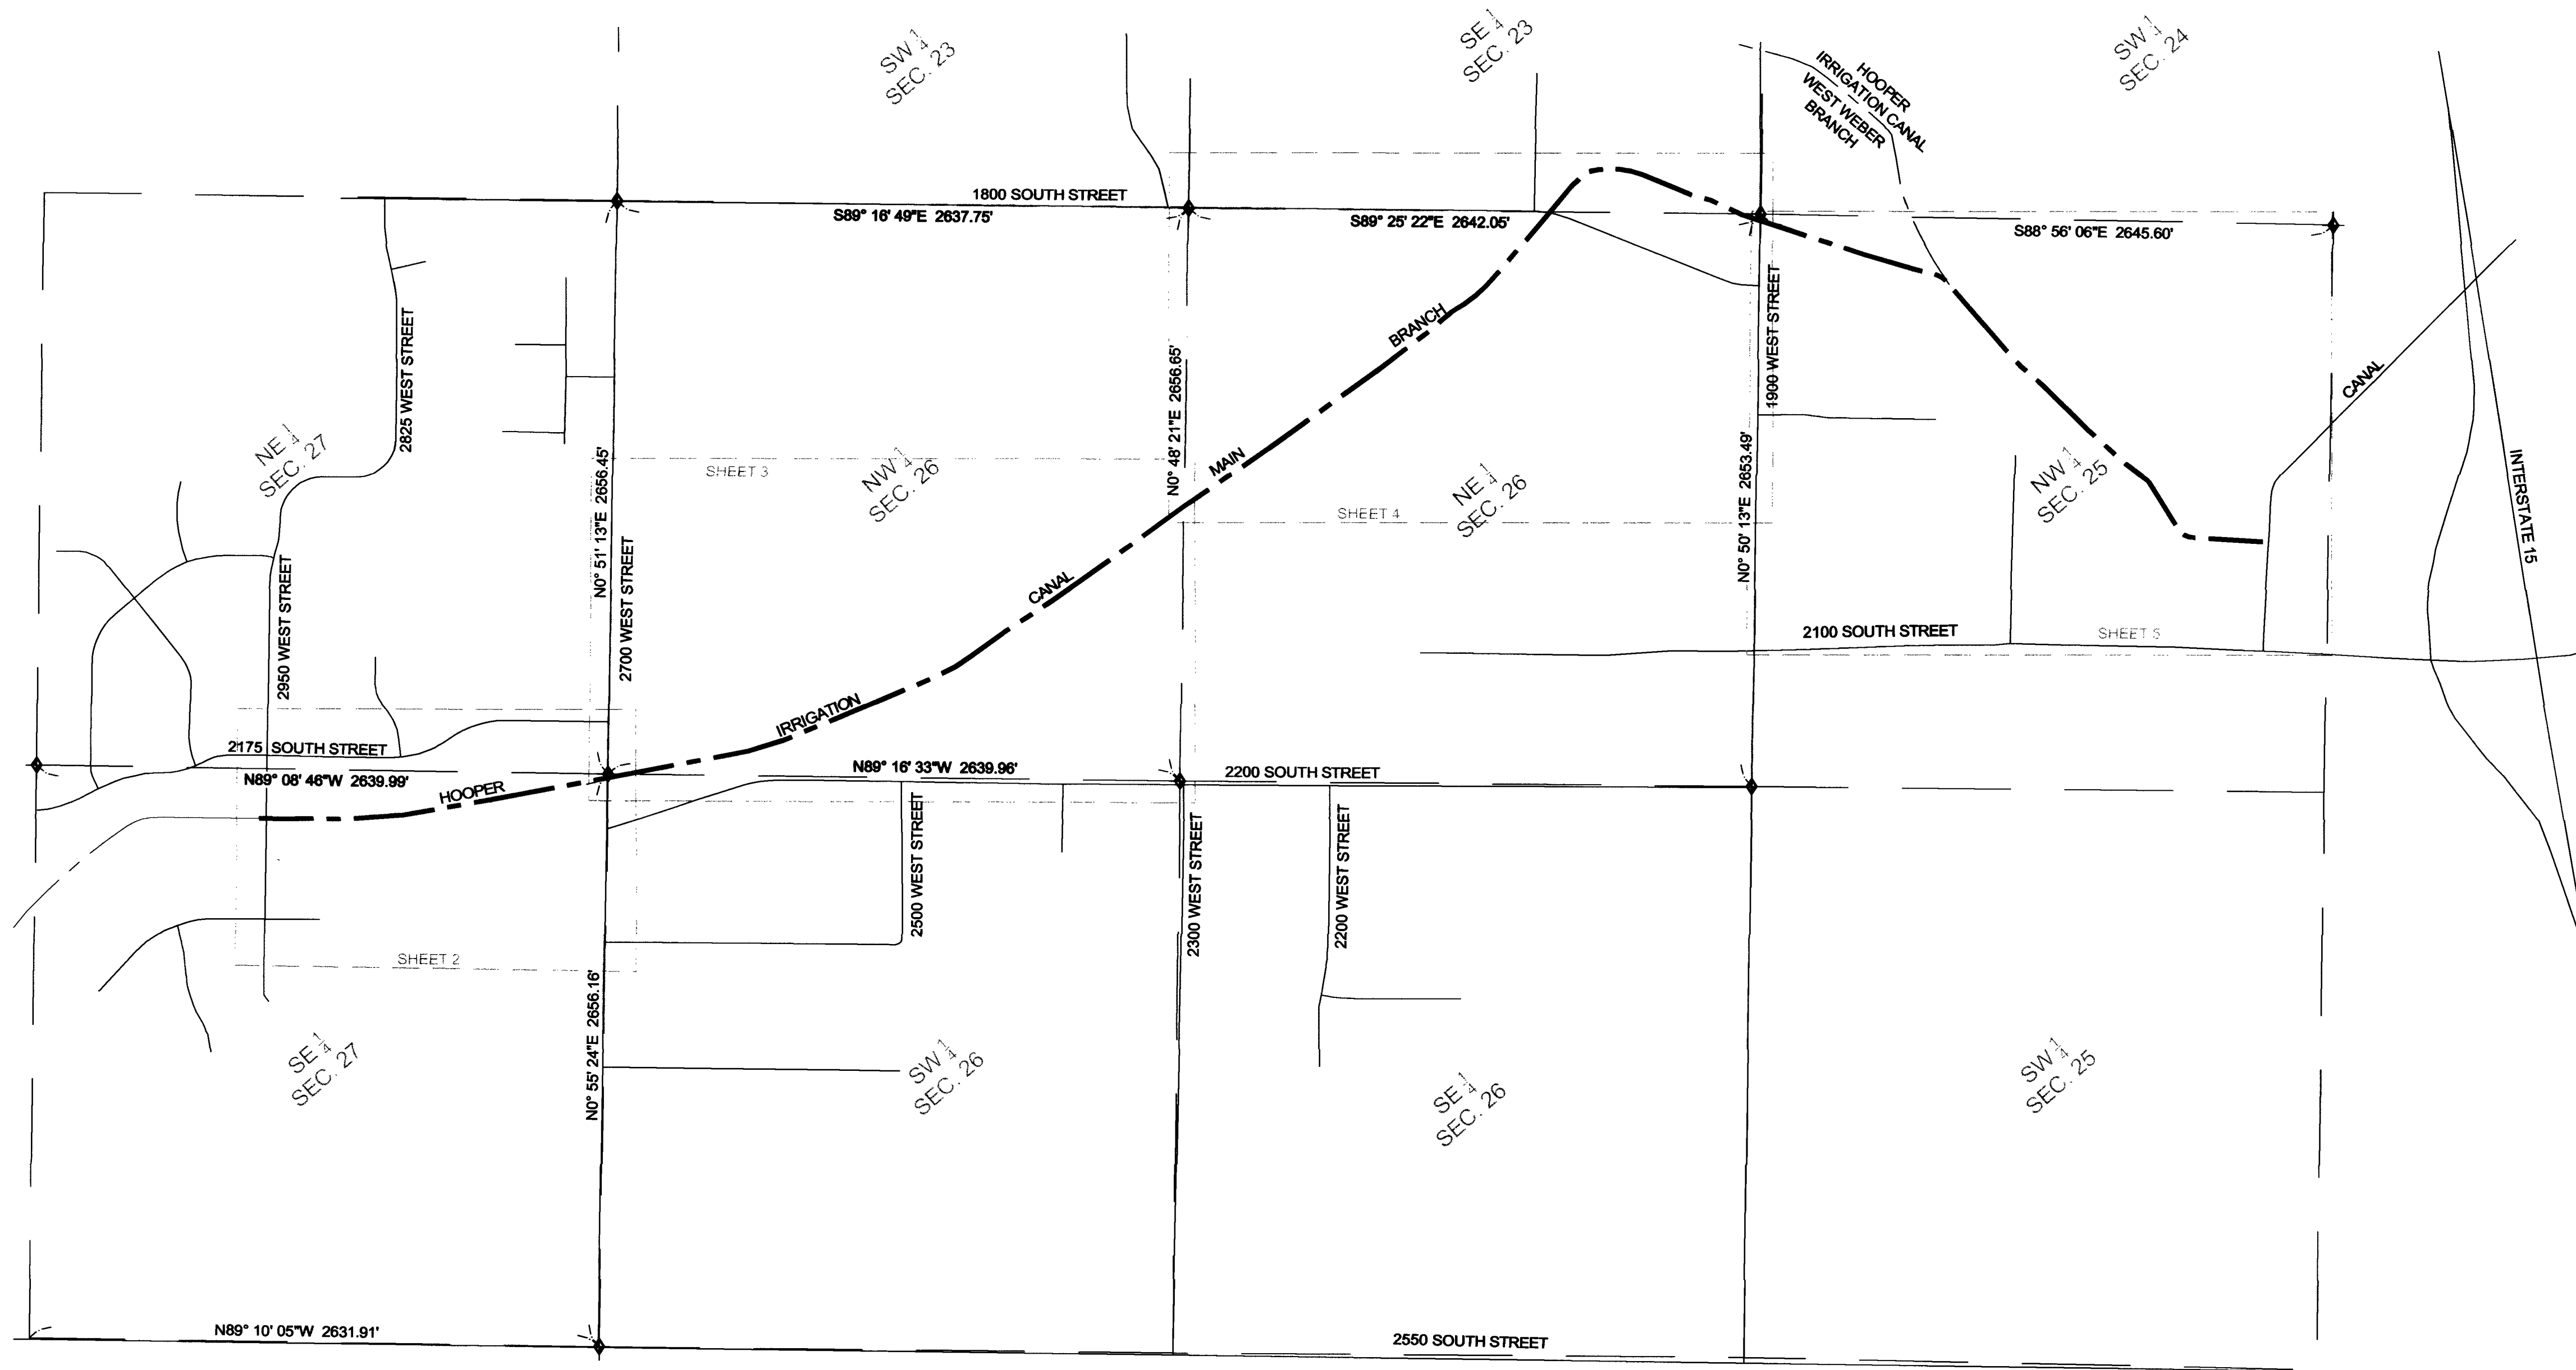 SW 1/4
SEC. 23
SE 1/4
SEC. 23
SW 1/4
SEC. 24
HOOPER
IRRIGATION CANAL
WEST WEBER
BRANCH
1800 SOUTH STREET
S89° 16' 49"E 2637.75'
S89° 25' 22"E 2642.05'
S88° 56' 06"E 2645.60'
2825 WEST STREET
1900 WEST STREET
BRANCH
CANAL
NE 1/4
SEC. 27
N0° 51' 13"E 2656.45'
SHEET 3
NW 1/4
SEC. 26
N0° 48' 21"E 2656.65'
MAIN
NE 1/4
SEC. 26
SHEET 4
N0° 50' 13"E 2653.49'
NW 1/4
SEC. 25
INTERSTATE 15
2950 WEST STREET
2700 WEST STREET
CANAL
2100 SOUTH STREET
SHEET 5
IRRIGATION
2175 SOUTH STREET
N89° 08' 46"W 2639.99'
HOOPER
N89° 16' 33"W 2639.96'
2200 SOUTH STREET
2500 WEST STREET
2300 WEST STREET
2200 WEST STREET
SHEET 2
N0° 55' 24"E 2656.16'
SE 1/4
SEC. 27
SW 1/4
SEC. 26
SE 1/4
SEC. 26
SW 1/4
SEC. 25
N89° 10' 05"W 2631.91'
2550 SOUTH STREET